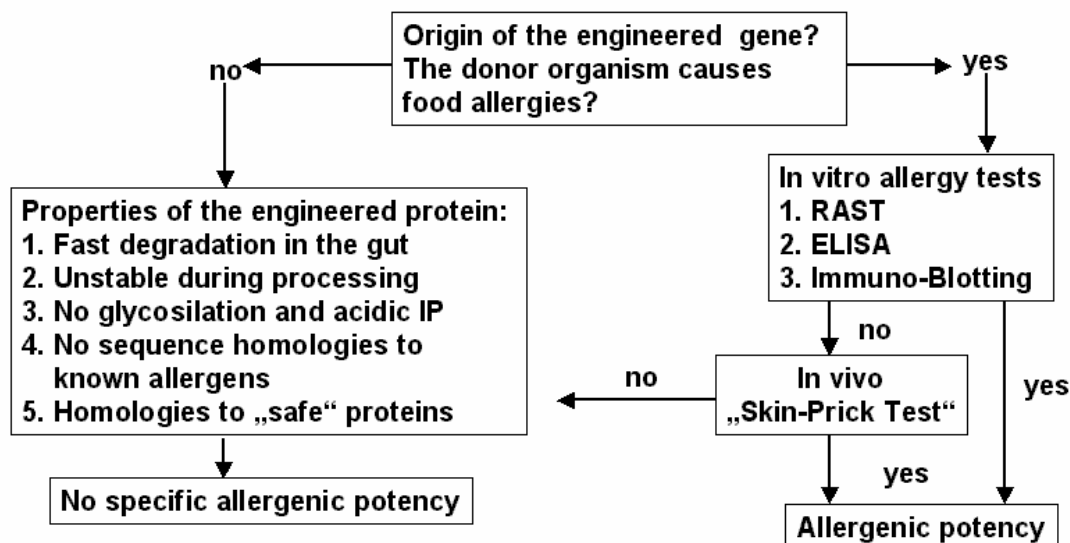 Origin of the engineered gene?
The donor organism causes
food allergies?
no
yes
Properties of the engineered protein:
1. Fast degradation in the gut
2. Unstable during processing
3. No glycosilation and acidic IP
4. No sequence homologies to
known allergens
5. Homologies to „safe“ proteins
In vitro allergy tests
1. RAST
2. ELISA
3. Immuno-Blotting
no
yes
no
In vivo
„Skin-Prick Test“
yes
No specific allergenic potency
Allergenic potency